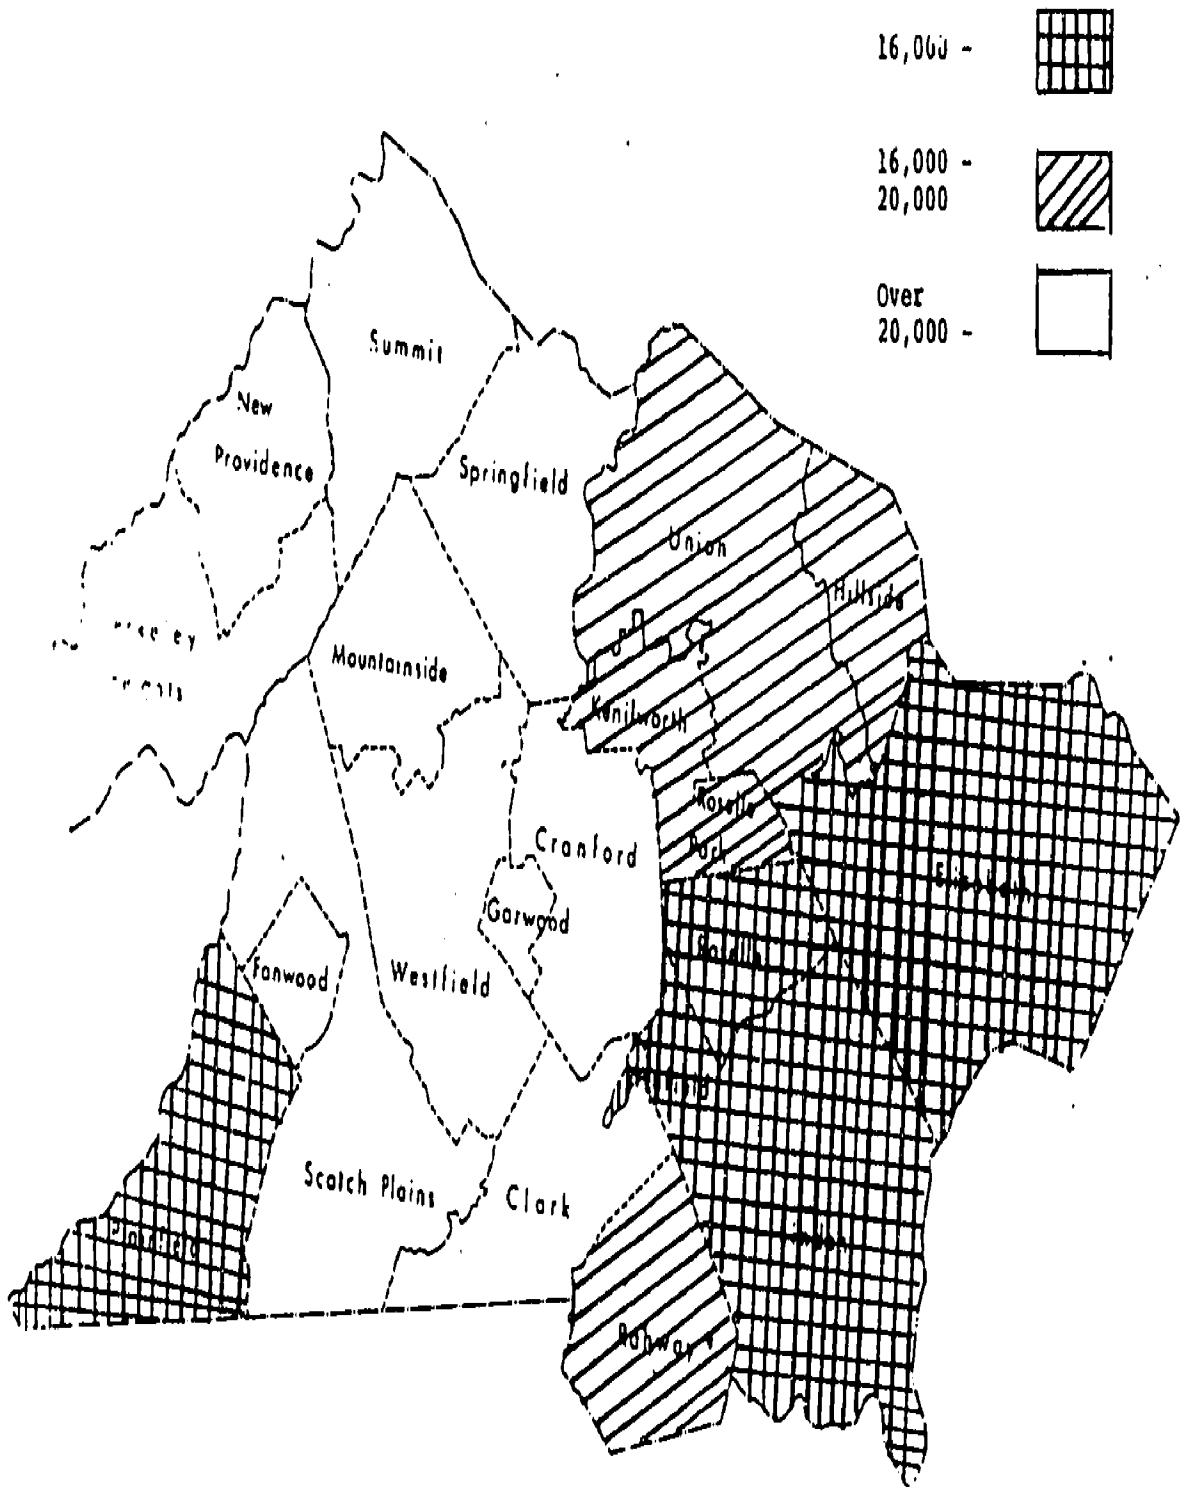 16,000 -
16,000 -
20,000
Over
20,000 -
Summit
New
Providence
Springfield
Union
Hillside
Mountainside
Kenilworth
Roselle
Park
Cranford
Garwood
Fanwood
Westfield
Scotch Plains
Clark
Rahway